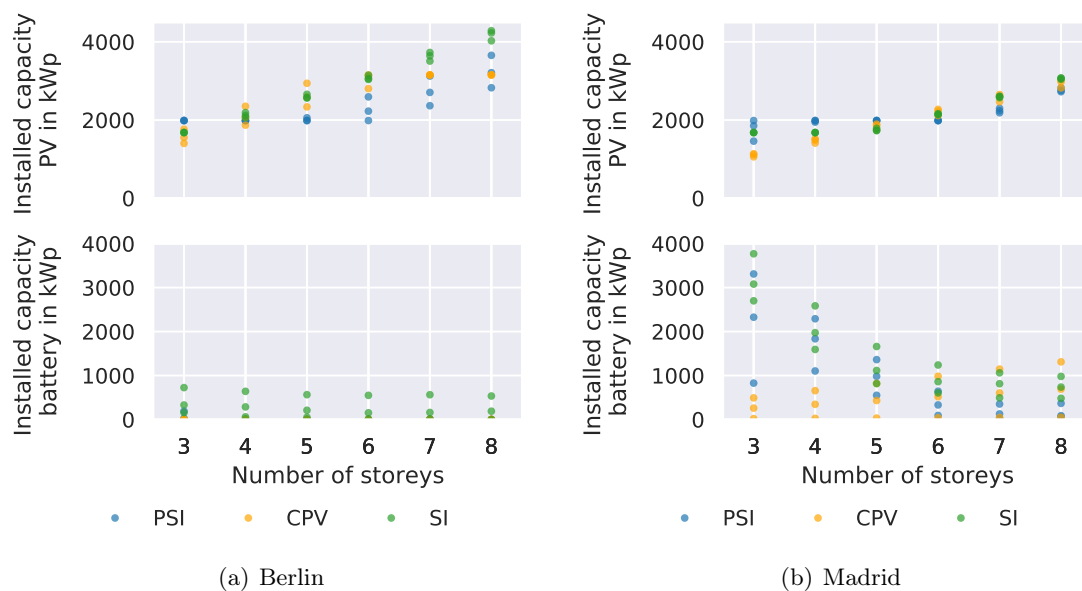 Installed capacity
PV in kWp
4000
2000
0
Installed capacity
battery in kWp
4000
3000
2000
1000
0
3 4 5 6 7 8
Number of storeys
PSI CPV SI
(a) Berlin
Installed capacity
PV in kWp
4000
2000
0
Installed capacity
battery in kWp
4000
3000
2000
1000
0
3 4 5 6 7 8
Number of storeys
PSI CPV SI
(b) Madrid